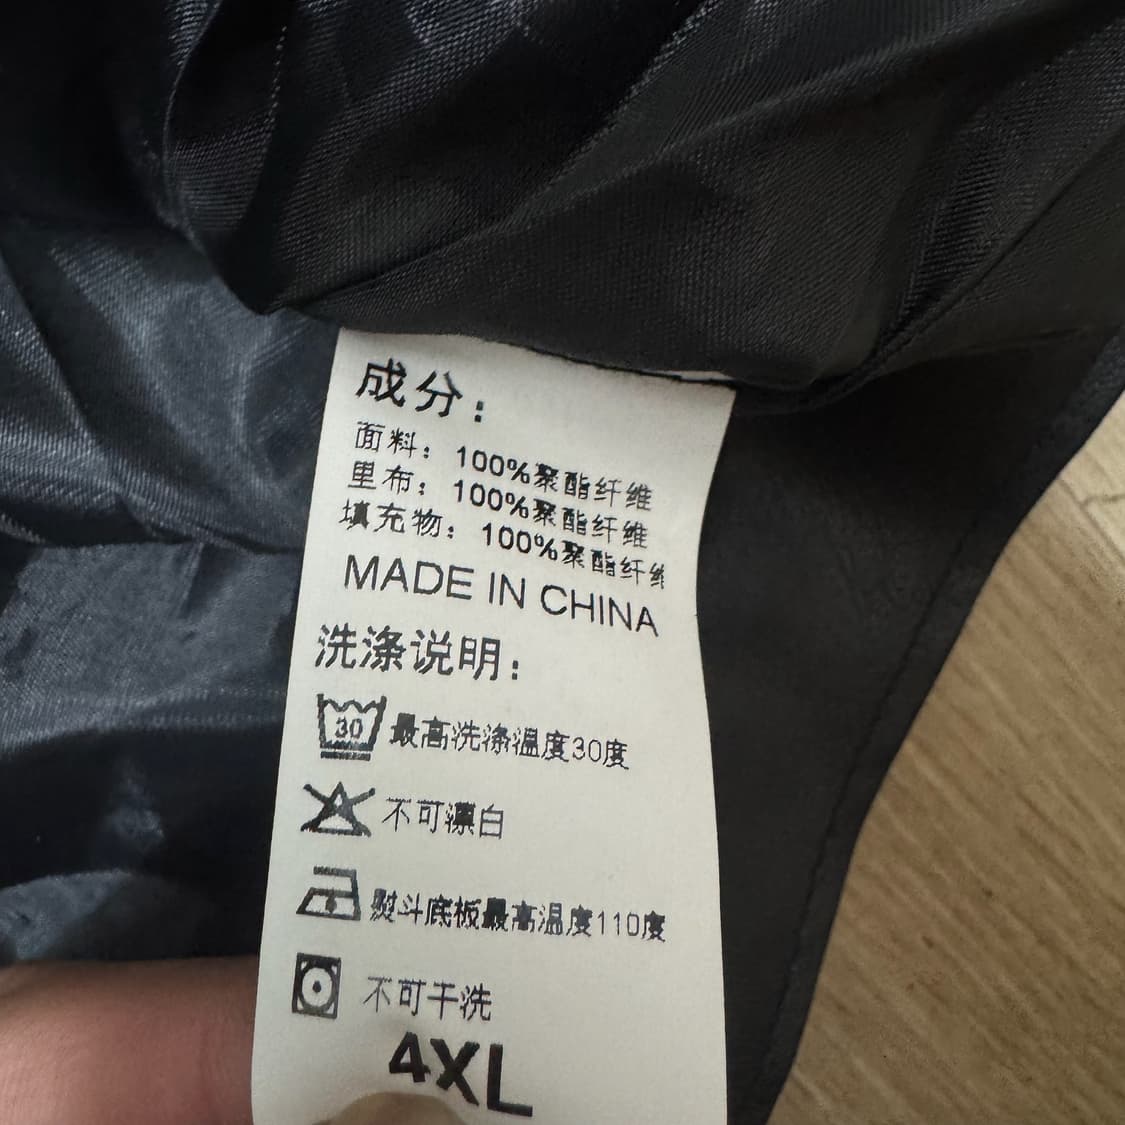 成分：
面料：100%聚酯纤维
里布：100%聚酯纤维
填充物：100%聚酯纤维
MADE IN CHINA
洗涤说明：
30 最高洗涤温度30度
不可漂白
熨斗底板最高温度110度
不可干洗
4XL